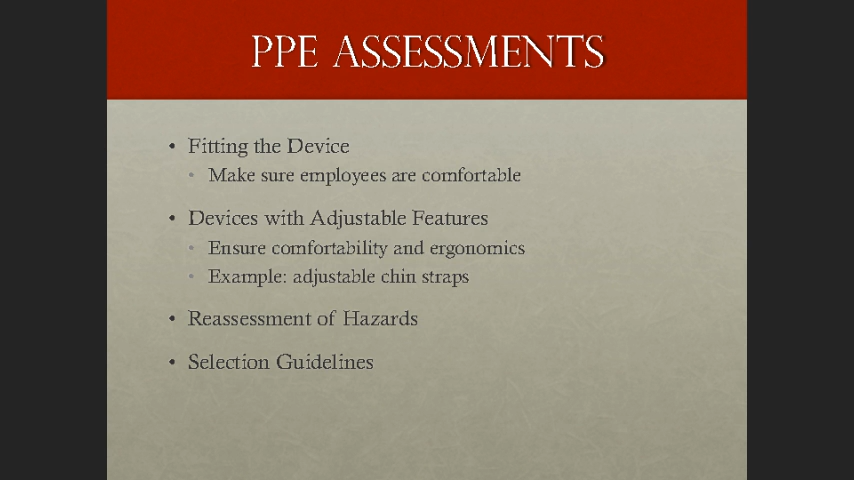 PPE ASSESSMENTS
• Fitting the Device
• Make sure employees are comfortable
• Devices with Adjustable Features
• Ensure comfortability and ergonomics
• Example: adjustable chin straps
• Reassessment of Hazards
• Selection Guidelines